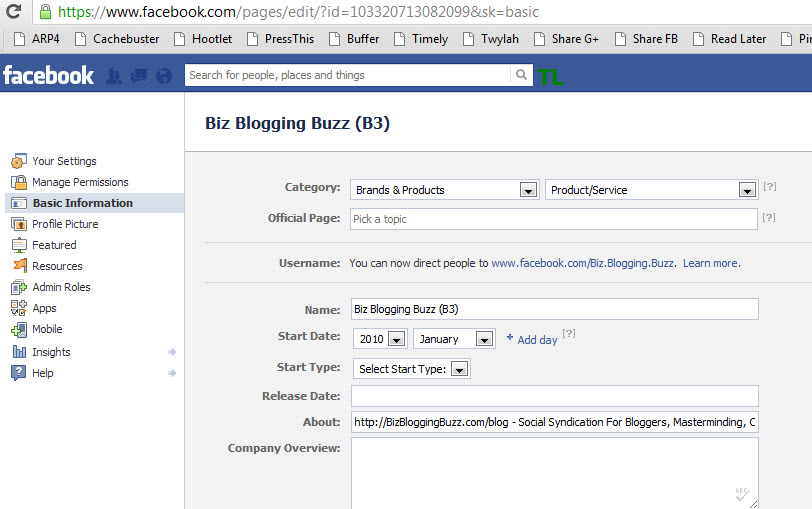 https://www.facebook.com/pages/edit/?id=103320713082099&sk=basic
ARP4 Cachebuster Hootlet PressThis Buffer Timely Twylah Share G+ Share FB Read Later Pin
facebook Search for people, places and things TL
Biz Blogging Buzz (B3)
Your Settings
Manage Permissions
Basic Information
Profile Picture
Featured
Resources
Admin Roles
Apps
Mobile
Insights
Help
Category: Brands & Products Product/Service [?]
Official Page: Pick a topic [?]
Username: You can now direct people to www.facebook.com/Biz.Blogging.Buzz. Learn more.
Name: Biz Blogging Buzz (B3)
Start Date: 2010 January + Add day [?]
Start Type: Select Start Type:
Release Date:
About: http://BizBloggingBuzz.com/blog - Social Syndication For Bloggers, Masterminding, C
Company Overview:
ABC